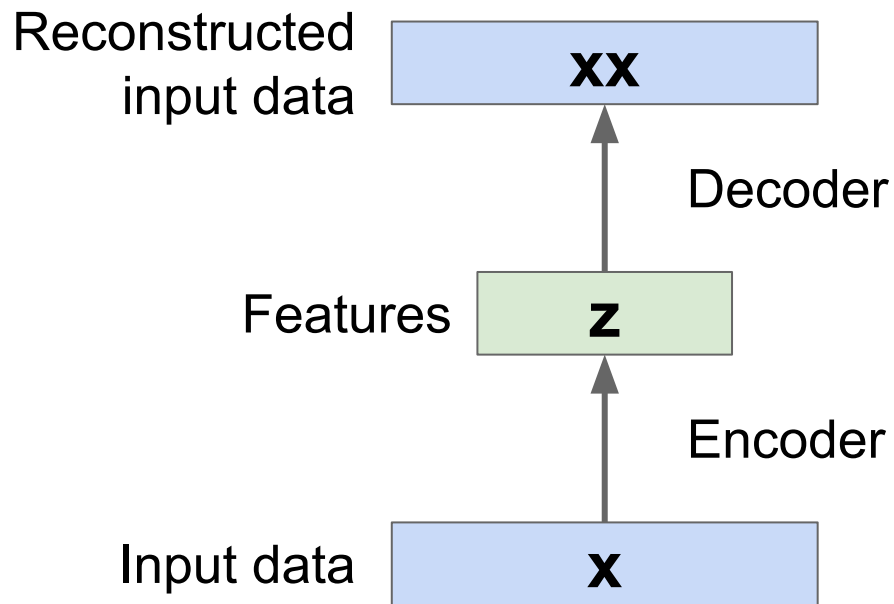 Reconstructed
input data
xx
Decoder
Features
z
Encoder
Input data
x